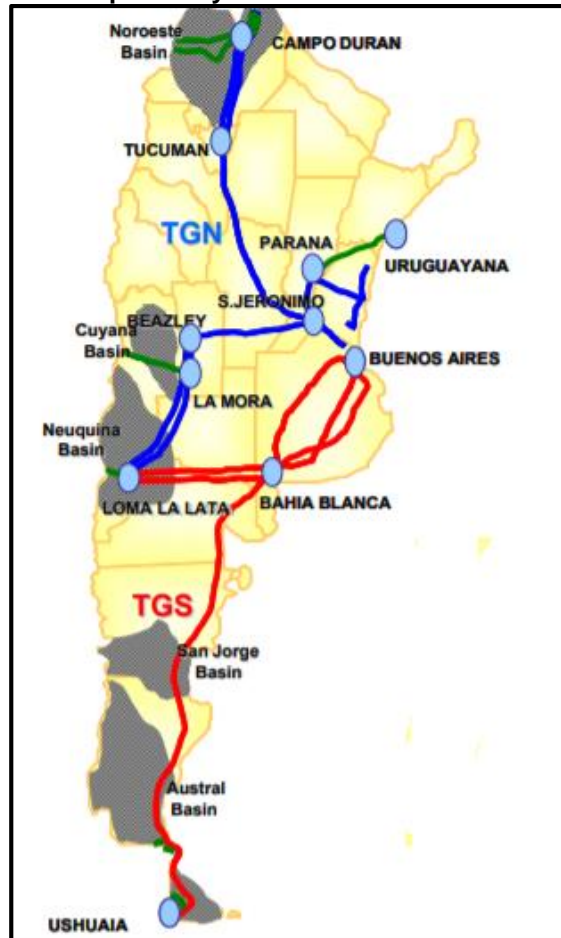 Noroeste
Basin
CAMPO DURAN
TUCUMAN
TGN
PARANA
URUGUAYANA
S.JERONIMO
BEAZLEY
Cuyana
Basin
BUENOS AIRES
LA MORA
Neuquina
Basin
LOMA LA LATA
BAHIA BLANCA
TGS
San Jorge
Basin
Austral
Basin
USHUAIA